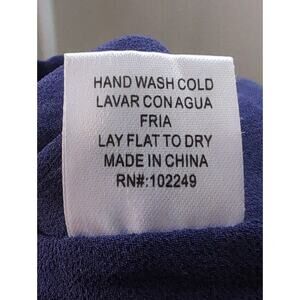 HAND WASH COLD
LAVAR CON AGUA
FRIA
LAY FLAT TO DRY
MADE IN CHINA
RN#:102249